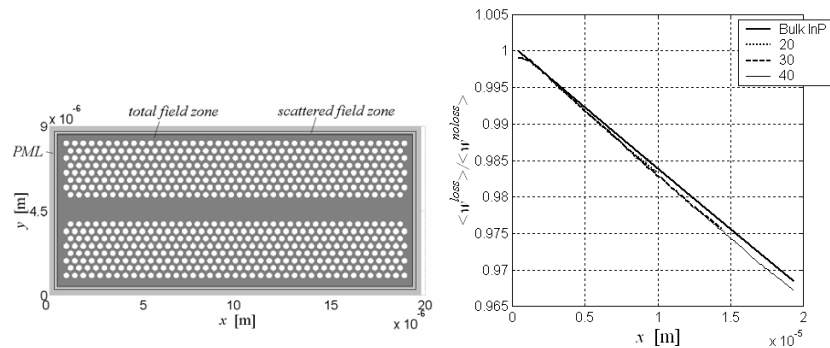 total field zone
scattered field zone
PML
9
x 10^-6
4.5
0
y [m]
0
5
10
15
20
x 10^-6
x [m]
1.005
1
0.995
0.99
0.985
0.98
0.975
0.97
0.965
<w^loss>/<w^noloss>
Bulk InP
20
30
40
0
0.5
1
1.5
2
x 10^-5
x [m]